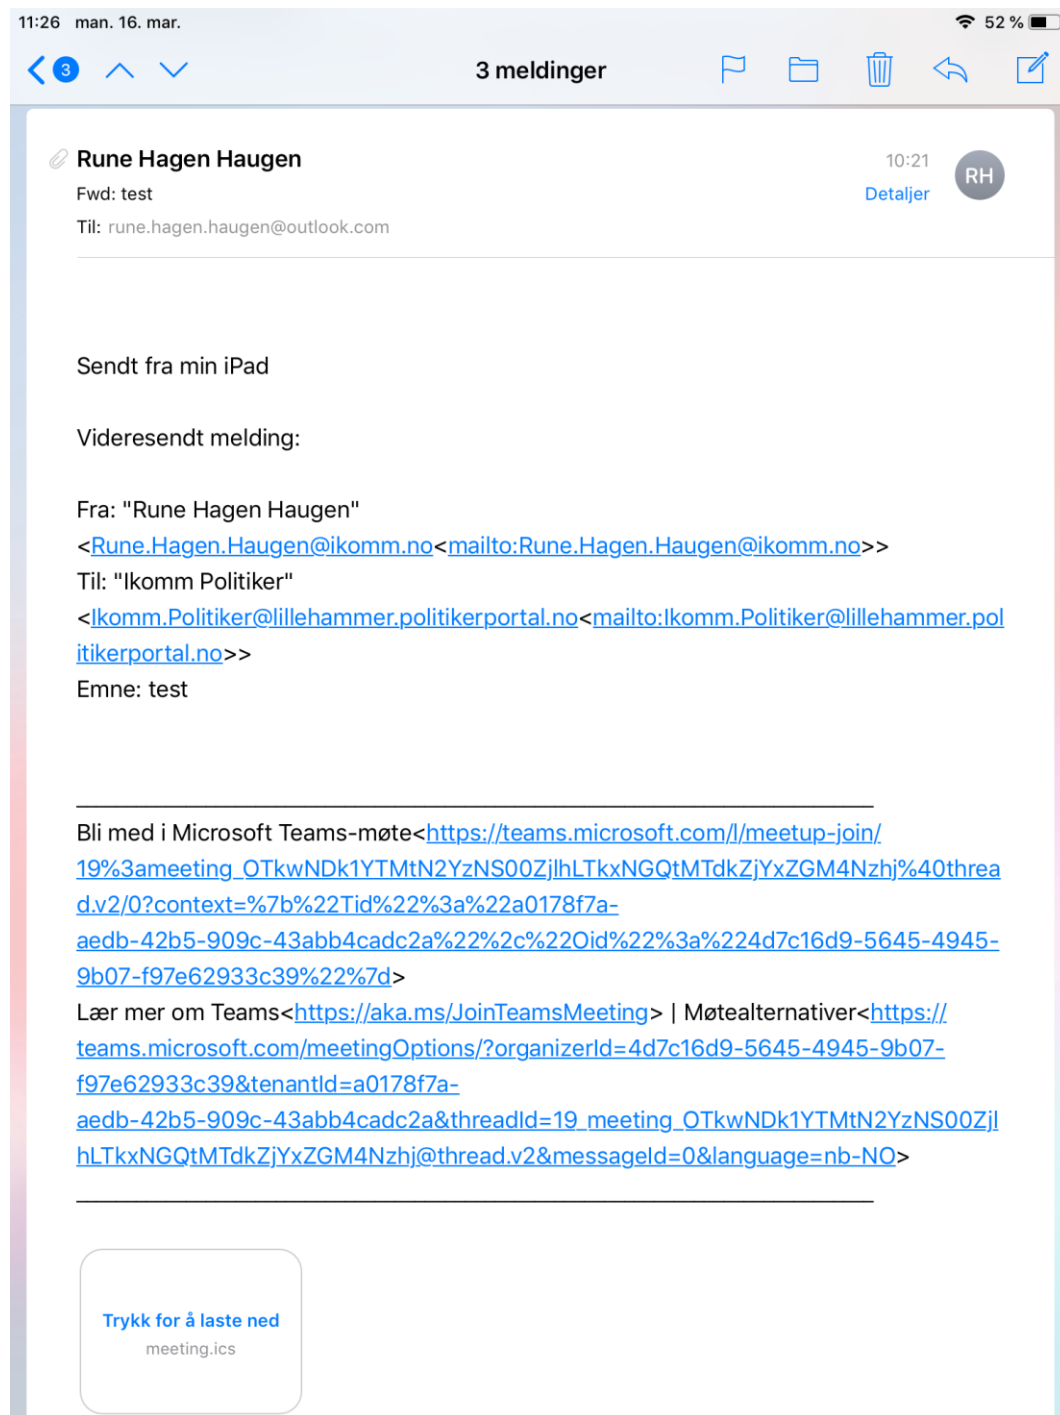 11:26 man. 16. mar. 52 %
3 3 meldinger
Rune Hagen Haugen 10:21 RH
Fwd: test Detaljer
Til: rune.hagen.haugen@outlook.com
Sendt fra min iPad
Videresendt melding:
Fra: "Rune Hagen Haugen"
<Rune.Hagen.Haugen@ikomm.no<mailto:Rune.Hagen.Haugen@ikomm.no>>
Til: "Ikomm Politiker"
<Ikomm.Politiker@lillehammer.politikerportal.no<mailto:Ikomm.Politiker@lillehammer.pol
itikerportal.no>>
Emne: test
Bli med i Microsoft Teams-møte<https://teams.microsoft.com/l/meetup-join/
19%3ameeting_OTkwNDk1YTMtN2YzNS00ZjlhLTkxNGQtMTdkZjYxZGM4Nzhj%40threa
d.v2/0?context=%7b%22Tid%22%3a%22a0178f7a-
aedb-42b5-909c-43abb4cadc2a%22%2c%22Oid%22%3a%224d7c16d9-5645-4945-
9b07-f97e62933c39%22%7d>
Lær mer om Teams<https://aka.ms/JoinTeamsMeeting> | Møtealternativer<https://
teams.microsoft.com/meetingOptions/?organizerId=4d7c16d9-5645-4945-9b07-
f97e62933c39&tenantId=a0178f7a-
aedb-42b5-909c-43abb4cadc2a&threadId=19_meeting_OTkwNDk1YTMtN2YzNS00Zjl
hLTkxNGQtMTdkZjYxZGM4Nzhj@thread.v2&messageId=0&language=nb-NO>
Trykk for å laste ned
meeting.ics